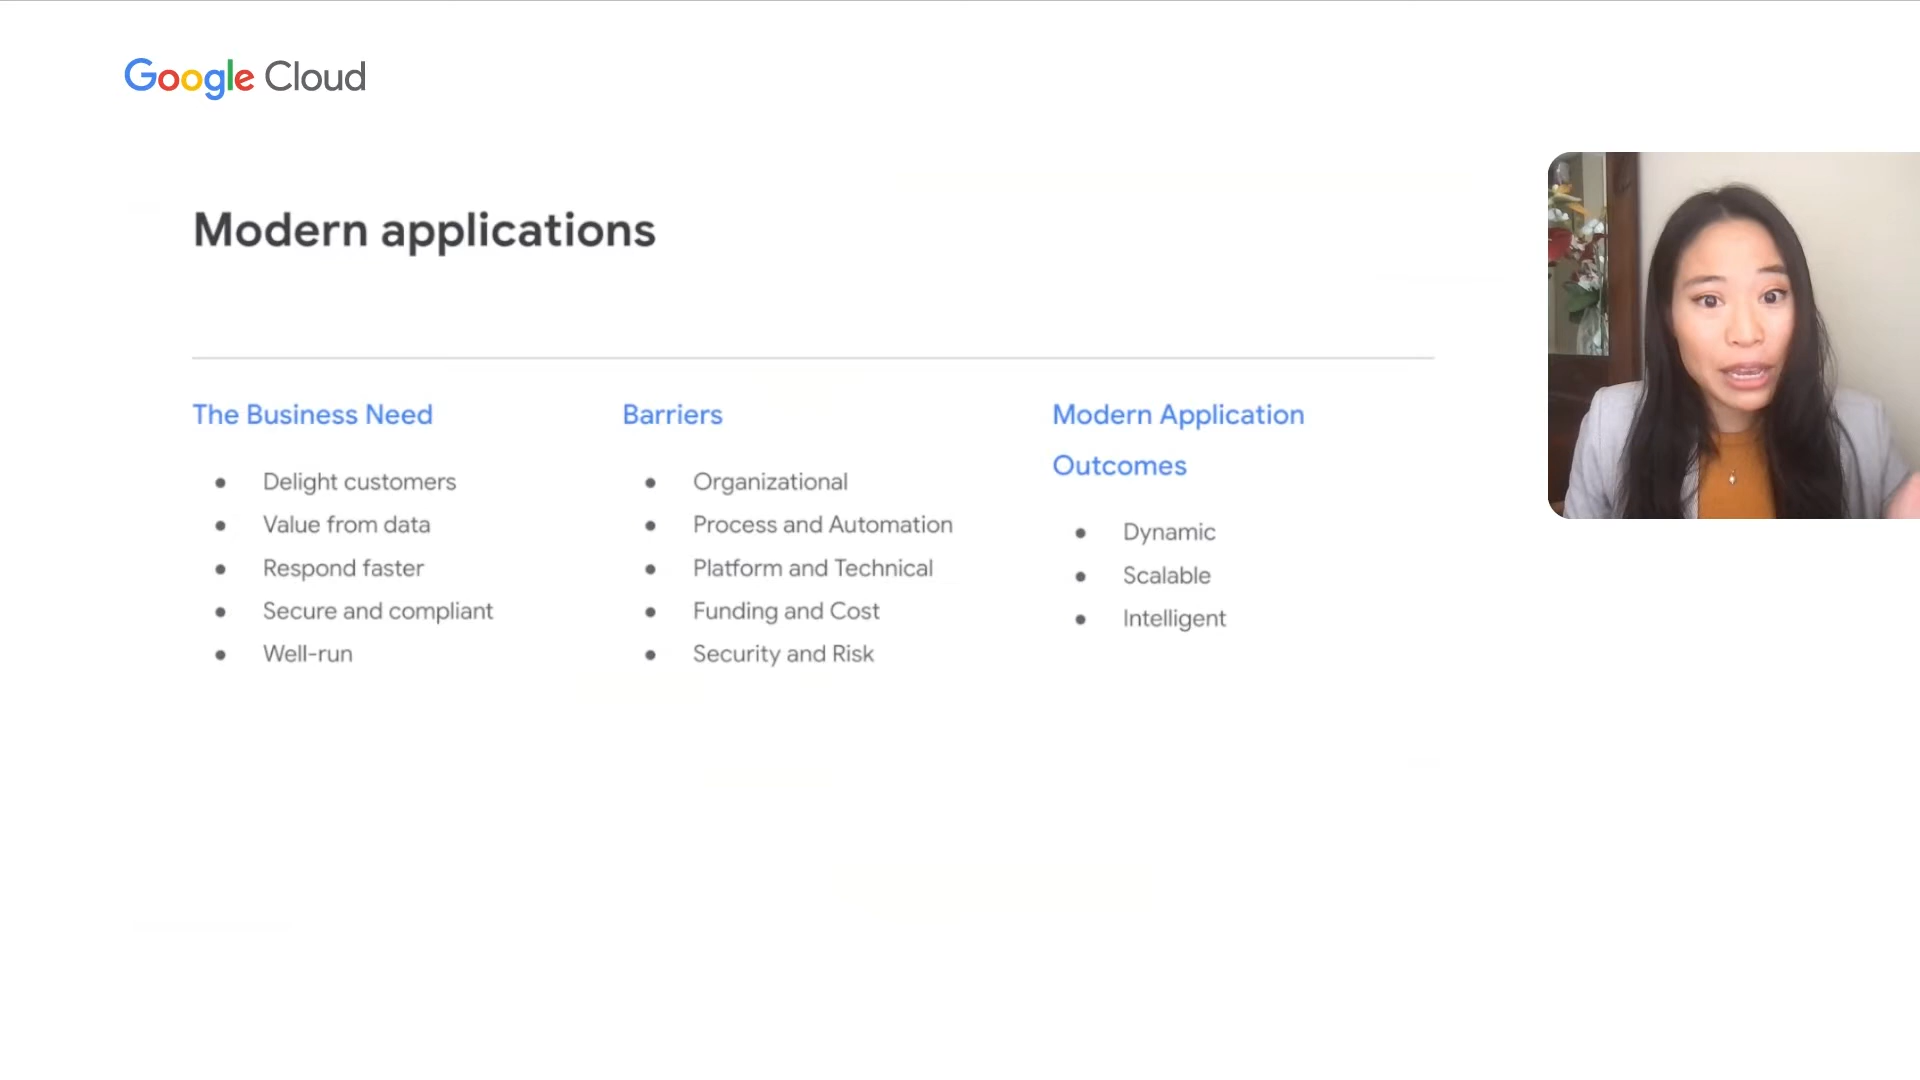 Google Cloud
Modern applications
The Business Need
Delight customers
Value from data
Respond faster
Secure and compliant
Well-run
Barriers
Organizational
Process and Automation
Platform and Technical
Funding and Cost
Security and Risk
Modern Application
Outcomes
Dynamic
Scalable
Intelligent